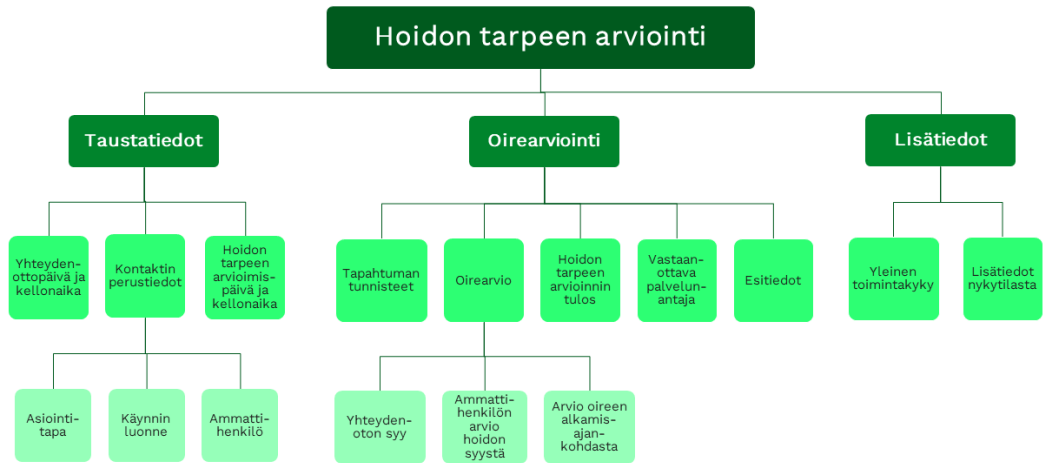 Hoidon tarpeen arviointi
Taustatiedot
Oirearviointi
Lisätiedot
Yhteyden-
ottopäivä ja
kellonaika
Kontaktin
perustiedot
Hoidon
tarpeen
arvioimis-
päivä ja
kellonaika
Tapahtuman
tunnisteet
Oirearvio
Hoidon
tarpeen
arvioinnin
tulos
Vastaan-
ottava
palvelun-
antaja
Esitiedot
Yleinen
toimintakyky
Lisätiedot
nykytilasta
Asiointi-
tapa
Käynnin
luonne
Ammatti-
henkilö
Yhteyden-
oton syy
Ammatti-
henkilön
arvio
hoidon
syystä
Arvio oireen
alkamis-
ajan-
kohdasta